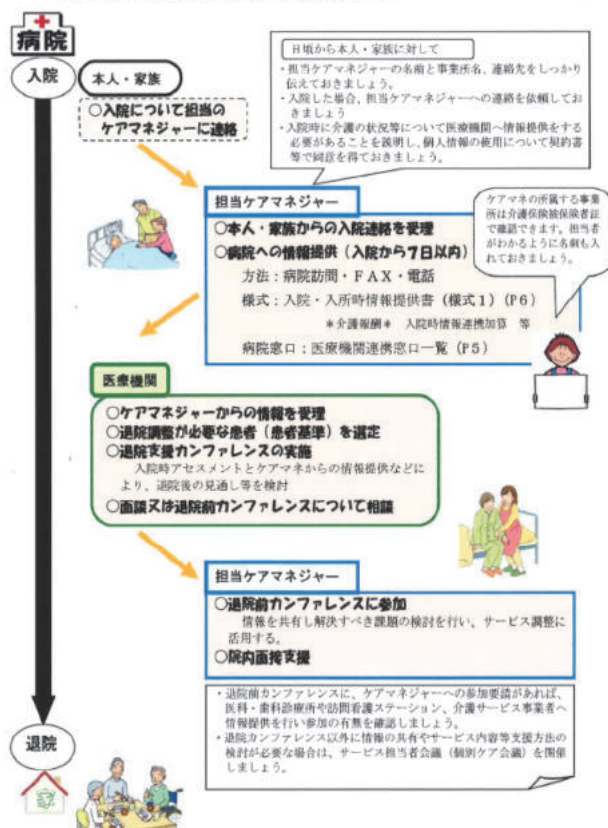 病院
入院
本人・家族
○入院について担当の
ケアマネジャーに連絡
日頃から本人・家族に対して
・担当ケアマネジャーの名前と事業所名、連絡先をしっかり
伝えておきましょう。
・入院した場合、担当ケアマネジャーへの連絡を依頼してお
きましょう
・入院時に介護の状況等について医療機関へ情報提供をする
必要があることを説明し、個人情報の使用について契約書
等で同意を得ておきましょう。
担当ケアマネジャー
○本人・家族からの入院連絡を受理
○病院への情報提供（入院から7日以内）
方法：病院訪問・FAX・電話
様式：入院・入所時情報提供書（様式1）（P6）
＊介護報酬＊ 入院時情報連携加算 等
病院窓口：医療機関連携窓口一覧（P5）
ケアマネの所属する事業
所は介護保険被保険者証
で確認できます。担当者
がわかるように名刺も入
れておきましょう。
医療機関
○ケアマネジャーからの情報を受理
○退院調整が必要な患者（患者基準）を選定
○退院支援カンファレンスの実施
入院時アセスメントとケアマネからの情報提供などに
より、退院後の見通し等を検討
○面談又は退院前カンファレンスについて相談
担当ケアマネジャー
○退院前カンファレンスに参加
情報を共有し解決すべき課題の検討を行い、サービス調整に
活用する。
○院内面接支援
・退院前カンファレンスに、ケアマネジャーへの参加要請があれば、
医科・歯科診療所や訪問看護ステーション、介護サービス事業者へ
情報提供を行い参加の有無を確認しましょう。
・退院カンファレンス以外に情報の共有やサービス内容等支援方法の
検討が必要な場合は、サービス担当者会議（個別ケア会議）を開催
しましょう。
退院